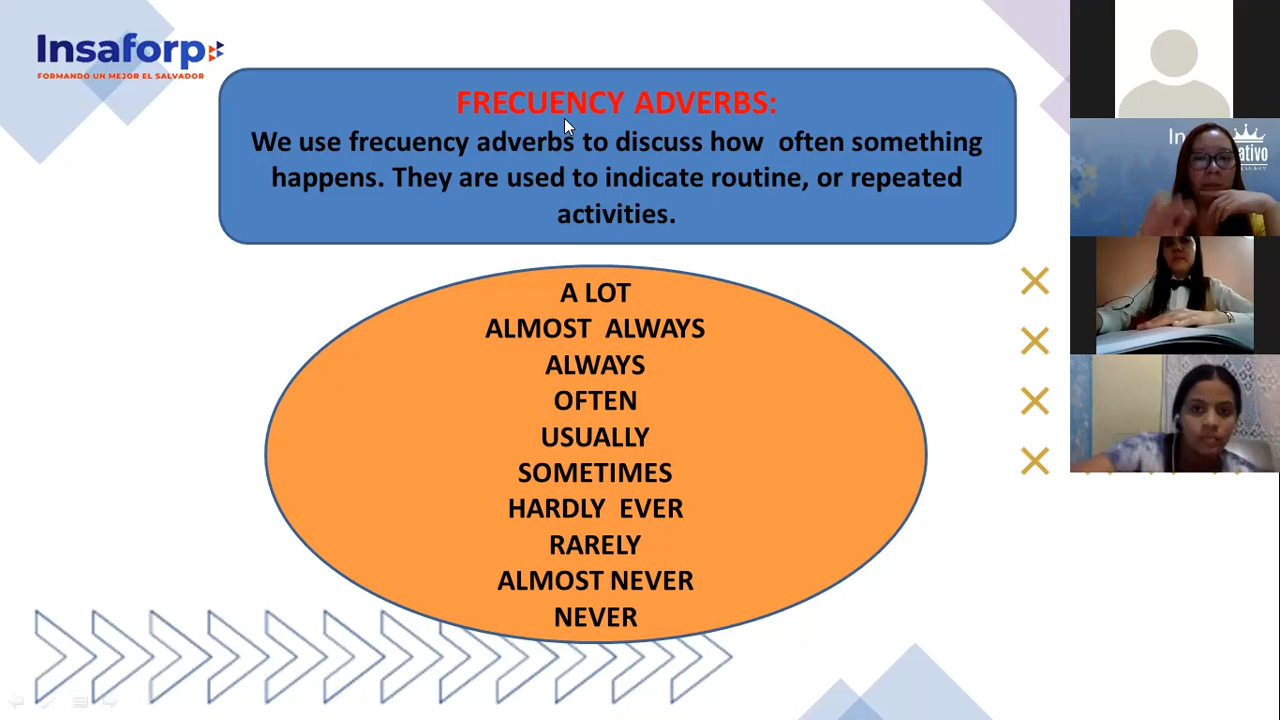 Insaforp
FORMANDO UN MEJOR EL SALVADOR
FRECUENCY ADVERBS:
We use frecuency adverbs to discuss how often something
happens. They are used to indicate routine, or repeated
activities.
A LOT
ALMOST ALWAYS
ALWAYS
OFTEN
USUALLY
SOMETIMES
HARDLY EVER
RARELY
ALMOST NEVER
NEVER